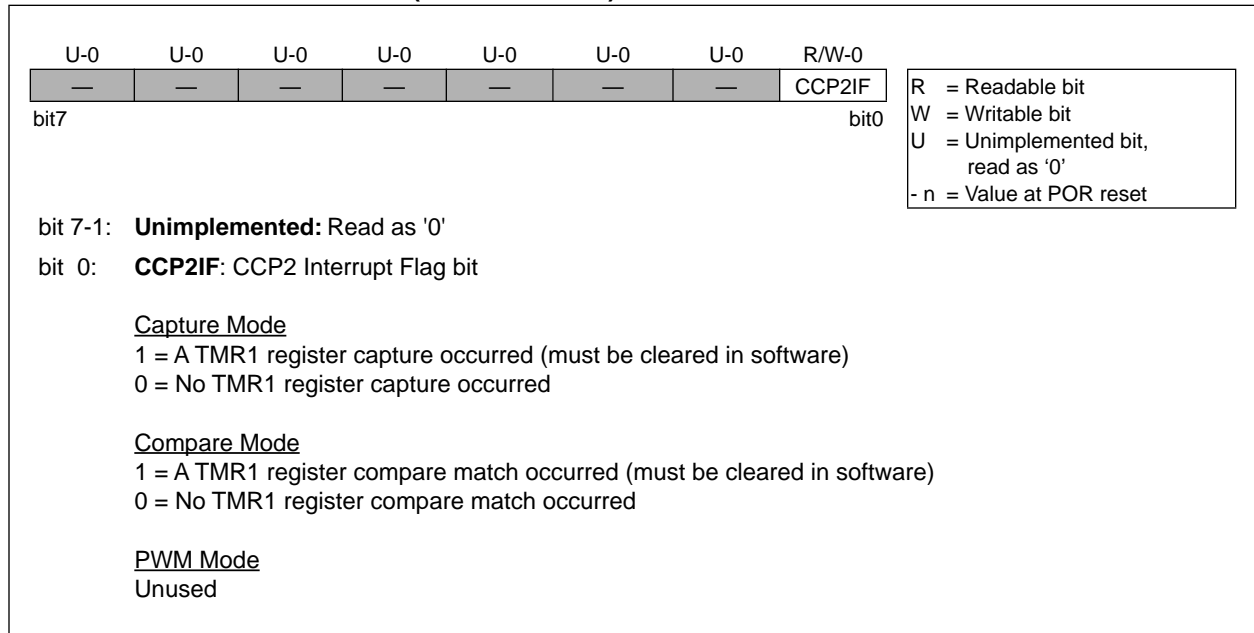 U-0 U-0 U-0 U-0 U-0 U-0 U-0 R/W-0
— — — — — — — CCP2IF
bit7 bit0
R = Readable bit
W = Writable bit
U = Unimplemented bit,
read as ‘0’
- n = Value at POR reset
bit 7-1: Unimplemented: Read as '0'
bit 0: CCP2IF: CCP2 Interrupt Flag bit
Capture Mode
1 = A TMR1 register capture occurred (must be cleared in software)
0 = No TMR1 register capture occurred
Compare Mode
1 = A TMR1 register compare match occurred (must be cleared in software)
0 = No TMR1 register compare match occurred
PWM Mode
Unused